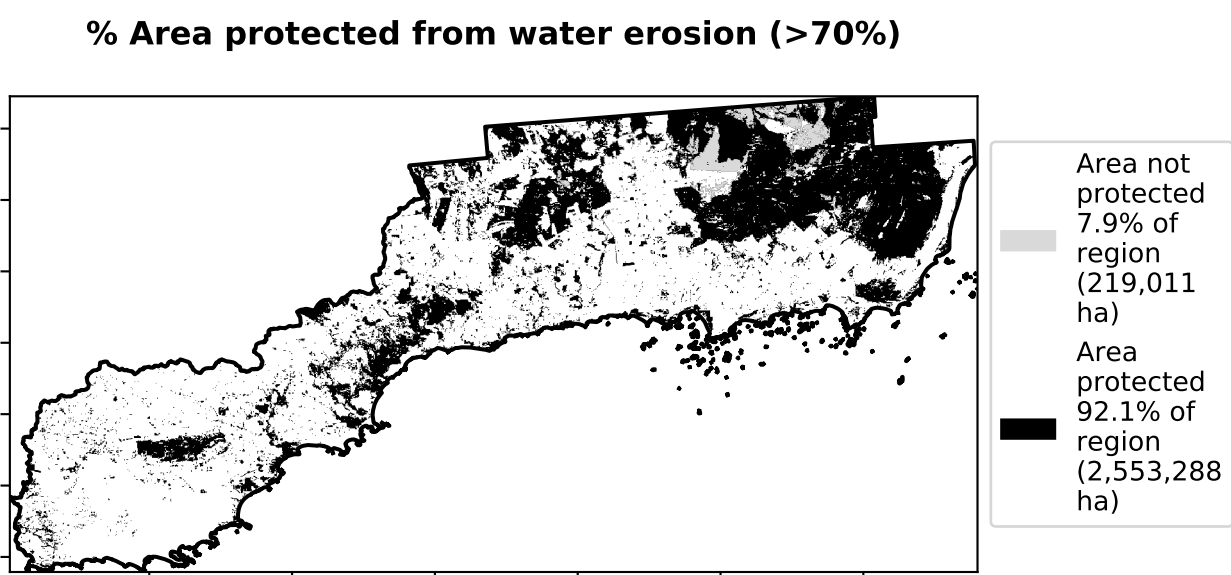 % Area protected from water erosion (>70%)
Area not
protected
7.9% of
region
(219,011
ha)
Area
protected
92.1% of
region
(2,553,288
ha)